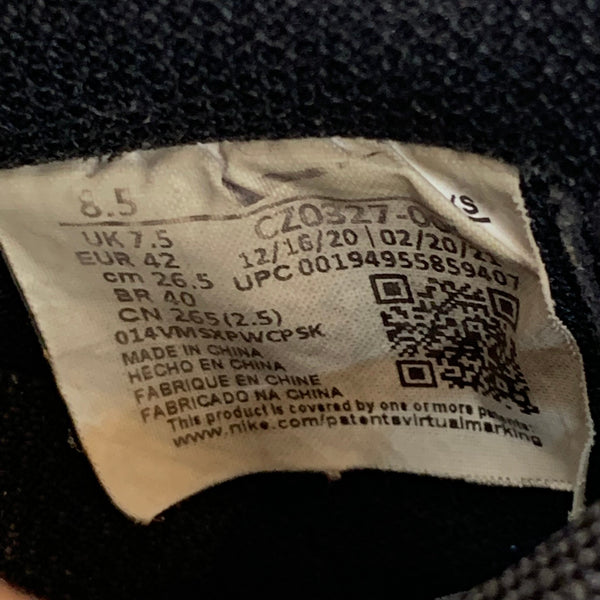 8.5
UK 7.5
EUR 42
cm 26.5
BR 40
CN 265(2.5)
014VMSXPWCPSK
MADE IN CHINA
HECHO EN CHINA
FABRIQUE EN CHINE
FABRICADO NA CHINA
This product is covered by one or more patents.
www.nike.com/patentsvirtualmarking
CZ0327-
12/16/20 | 02/20/21
UPC 00194955859407